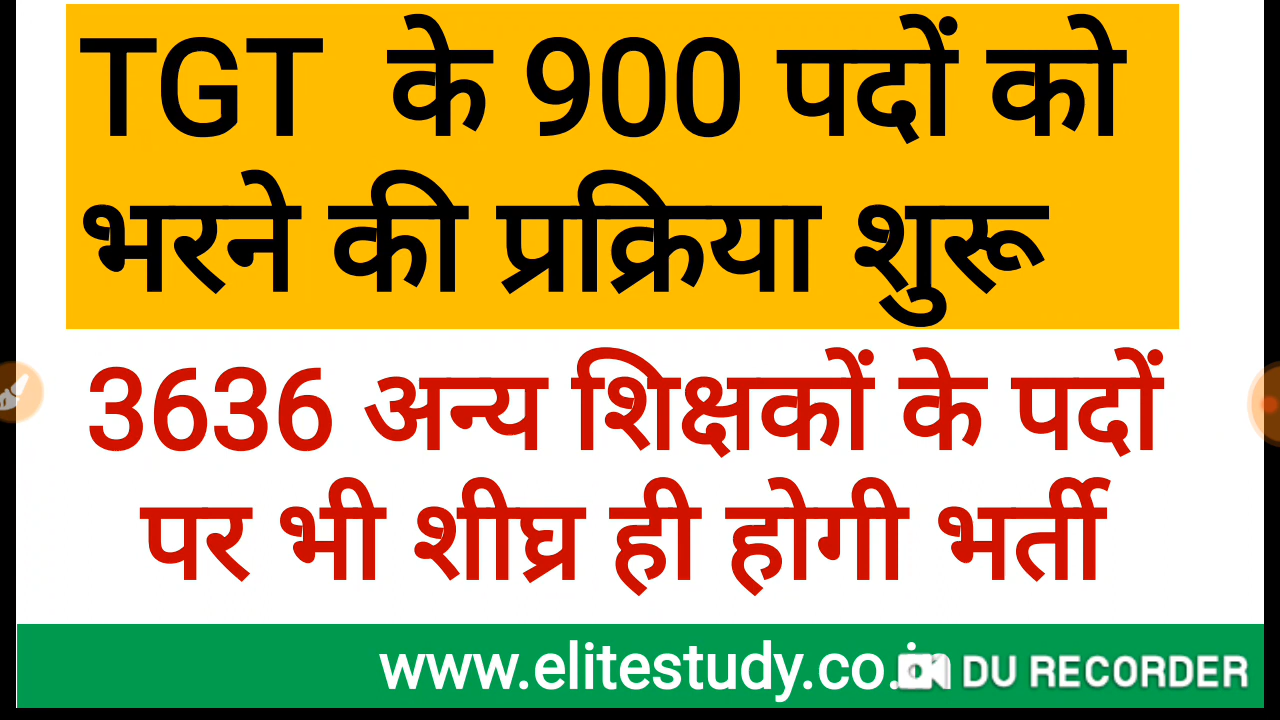 TGT के 900 पदों को
भरने की प्रक्रिया शुरू
3636 अन्य शिक्षकों के पदों
पर भी शीघ्र ही होगी भर्ती
www.elitestudy.co.in
DU RECORDER